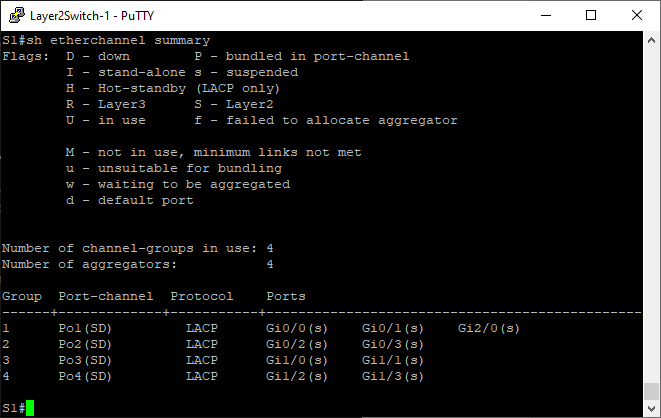 Layer2Switch-1 - PuTTY
S1#sh etherchannel summary
Flags:  D - down        P - bundled in port-channel
        I - stand-alone s - suspended
        H - Hot-standby (LACP only)
        R - Layer3      S - Layer2
        U - in use      f - failed to allocate aggregator
        M - not in use, minimum links not met
        u - unsuitable for bundling
        w - waiting to be aggregated
        d - default port
Number of channel-groups in use: 4
Number of aggregators:           4
Group  Port-channel  Protocol    Ports
------+-------------+-----------+-----------------------------------------------
1      Po1(SD)         LACP      Gi0/0(s)    Gi0/1(s)    Gi2/0(s)
2      Po2(SD)         LACP      Gi0/2(s)    Gi0/3(s)
3      Po3(SD)         LACP      Gi1/0(s)    Gi1/1(s)
4      Po4(SD)         LACP      Gi1/2(s)    Gi1/3(s)
S1#